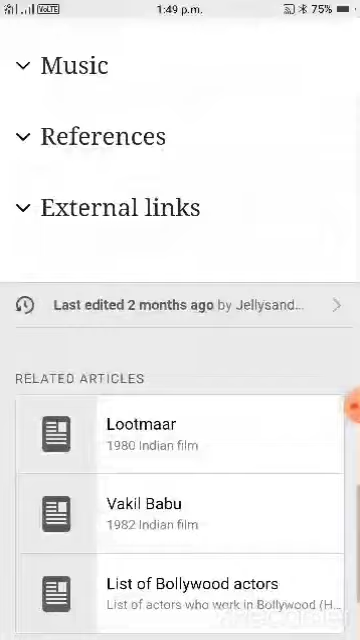 VoLTE 1:49 p.m. 75%
Music
References
External links
Last edited 2 months ago by Jellysand...
RELATED ARTICLES
Lootmaar
1980 Indian film
Vakil Babu
1982 Indian film
List of Bollywood actors
List of actors who work in Bollywood (H...